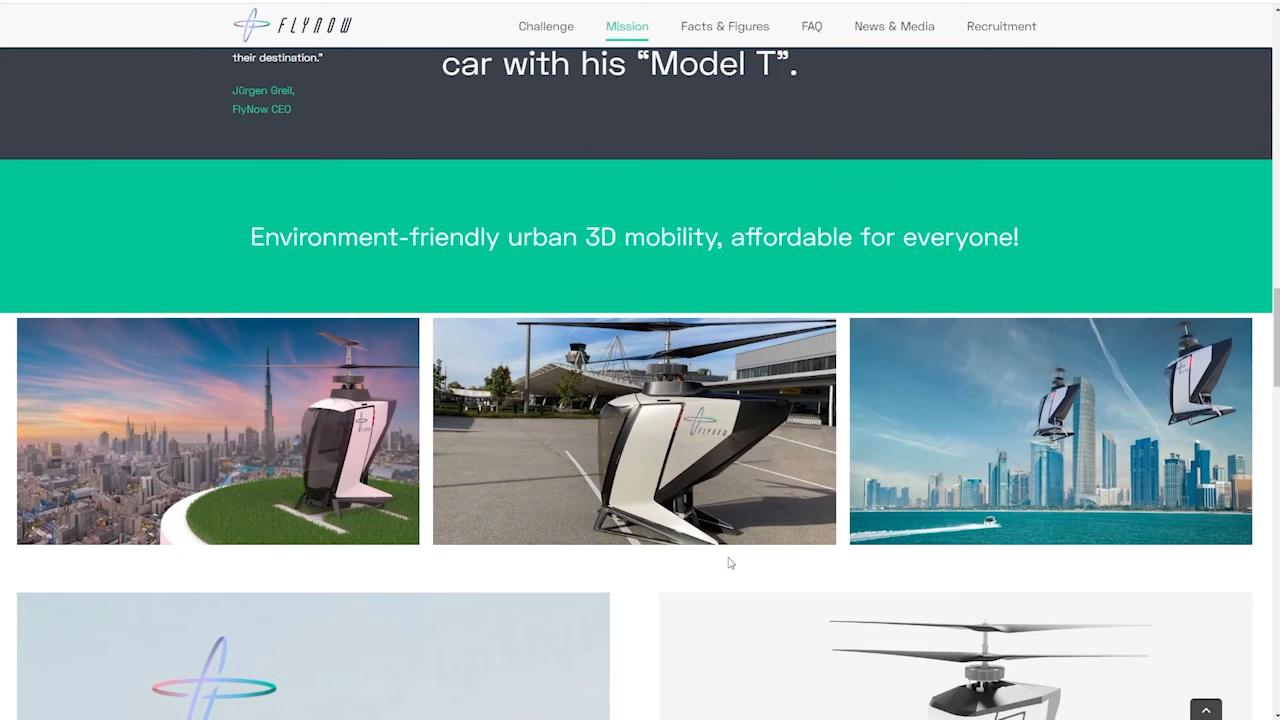 FLYNOW
Challenge
Mission
Facts & Figures
FAQ
News & Media
Recruitment
their destination."
Jürgen Greil,
FlyNow CEO
car with his “Model T”.
Environment-friendly urban 3D mobility, affordable for everyone!
FLYNOW